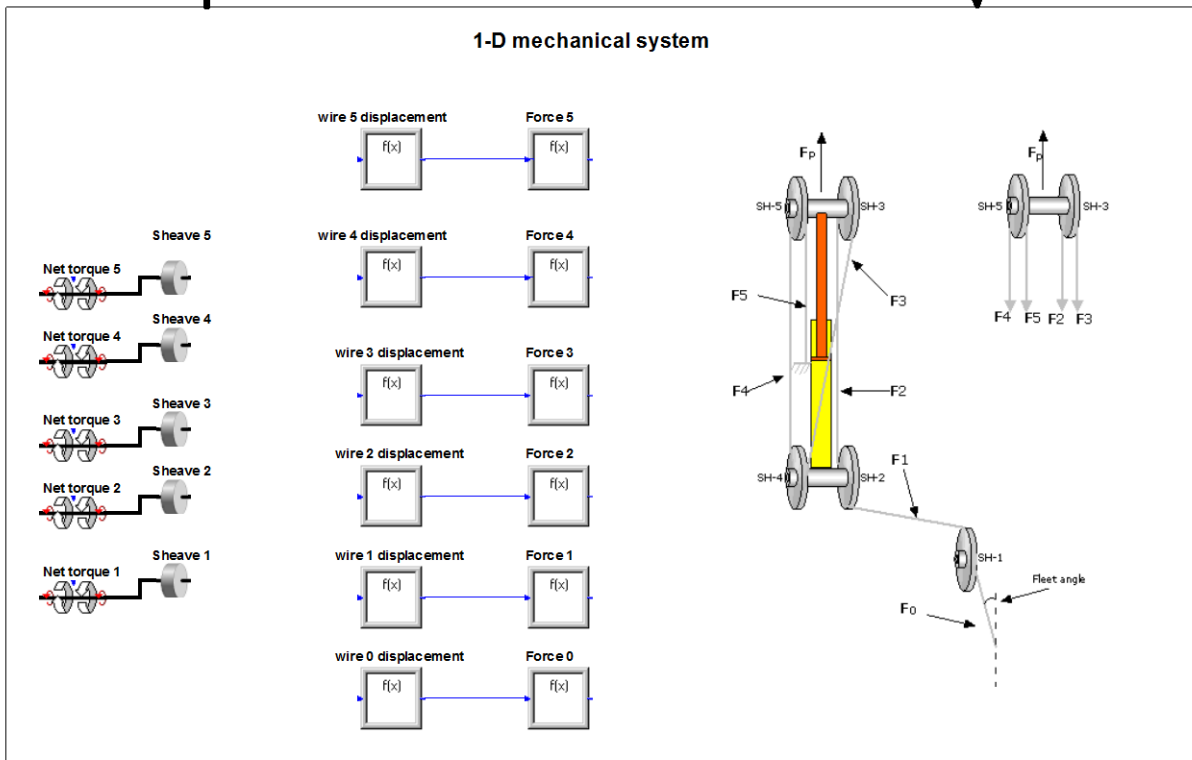 1-D mechanical system
wire 5 displacement
Force 5
f(x)
f(x)
wire 4 displacement
Force 4
f(x)
f(x)
wire 3 displacement
Force 3
f(x)
f(x)
wire 2 displacement
Force 2
f(x)
f(x)
wire 1 displacement
Force 1
f(x)
f(x)
wire 0 displacement
Force 0
f(x)
f(x)
Sheave 5
Net torque 5
Sheave 4
Net torque 4
Sheave 3
Net torque 3
Sheave 2
Net torque 2
Sheave 1
Net torque 1
Fp
SH-5
SH-3
F5
F3
F4
F2
SH-4
SH-2
F1
SH-1
Fleet angle
F0
Fp
SH-5
SH-3
F4
F5
F2
F3